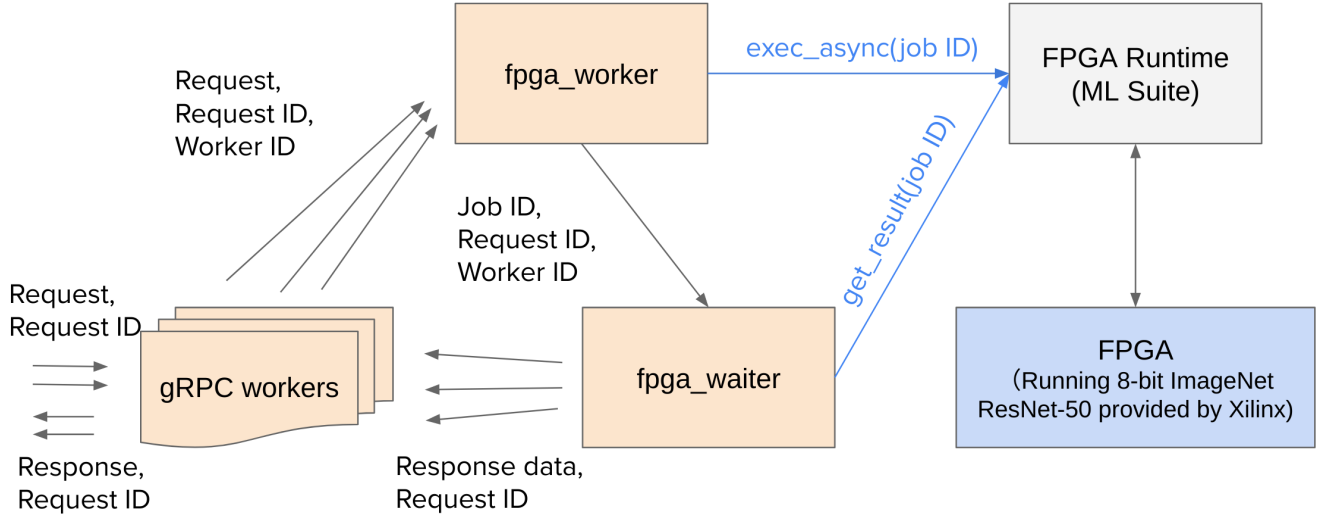 fpga_worker
exec_async(job ID)
FPGA Runtime
(ML Suite)
Request,
Request ID,
Worker ID
get_result(job ID)
Job ID,
Request ID,
Worker ID
Request,
Request ID
gRPC workers
fpga_waiter
FPGA
（Running 8-bit ImageNet
ResNet-50 provided by Xilinx)
Response,
Request ID
Response data,
Request ID